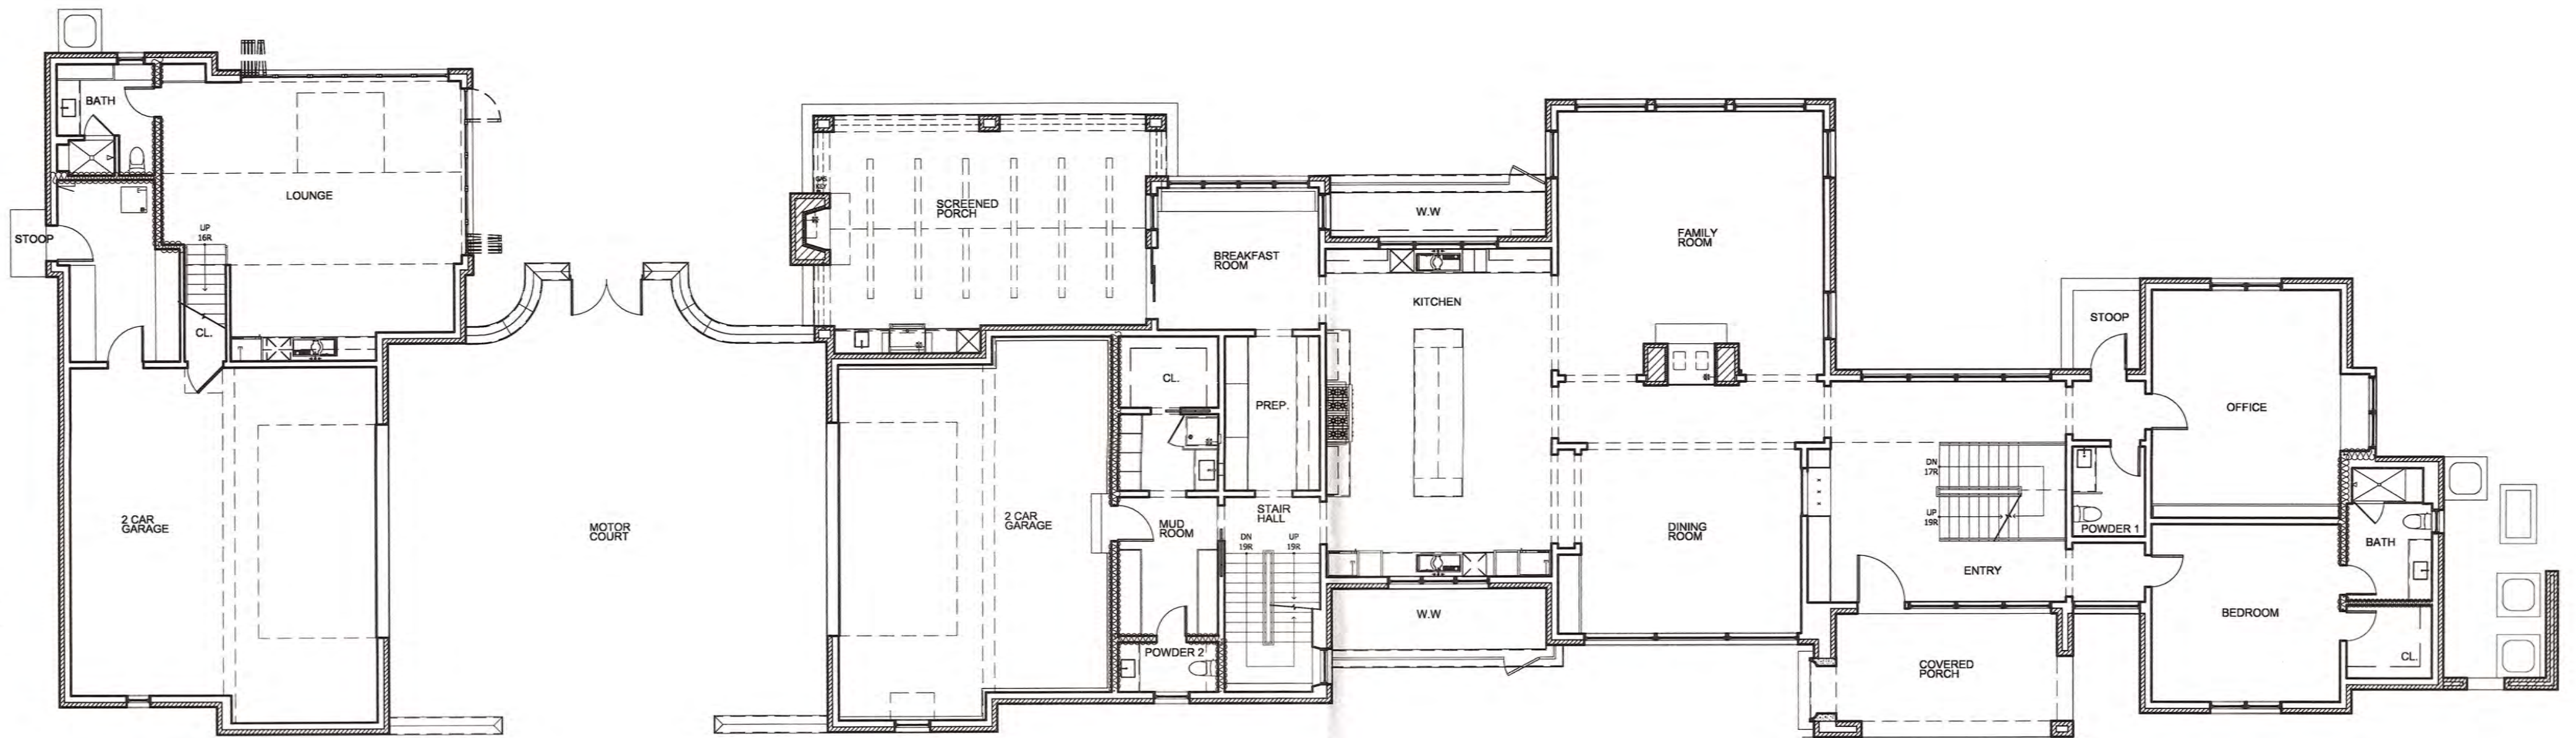 BATH
LOUNGE
UP
16R
STOOP
CL.
2 CAR
GARAGE
MOTOR
COURT
SCREENED
PORCH
BREAKFAST
ROOM
W.W
KITCHEN
FAMILY
ROOM
CL.
PREP.
2 CAR
GARAGE
MUD
ROOM
STAIR
HALL
DN
19R
UP
19R
POWDER 2
W.W
DINING
ROOM
STOOP
OFFICE
DN
17R
UP
19R
POWDER 1
ENTRY
BATH
BEDROOM
CL.
COVERED
PORCH